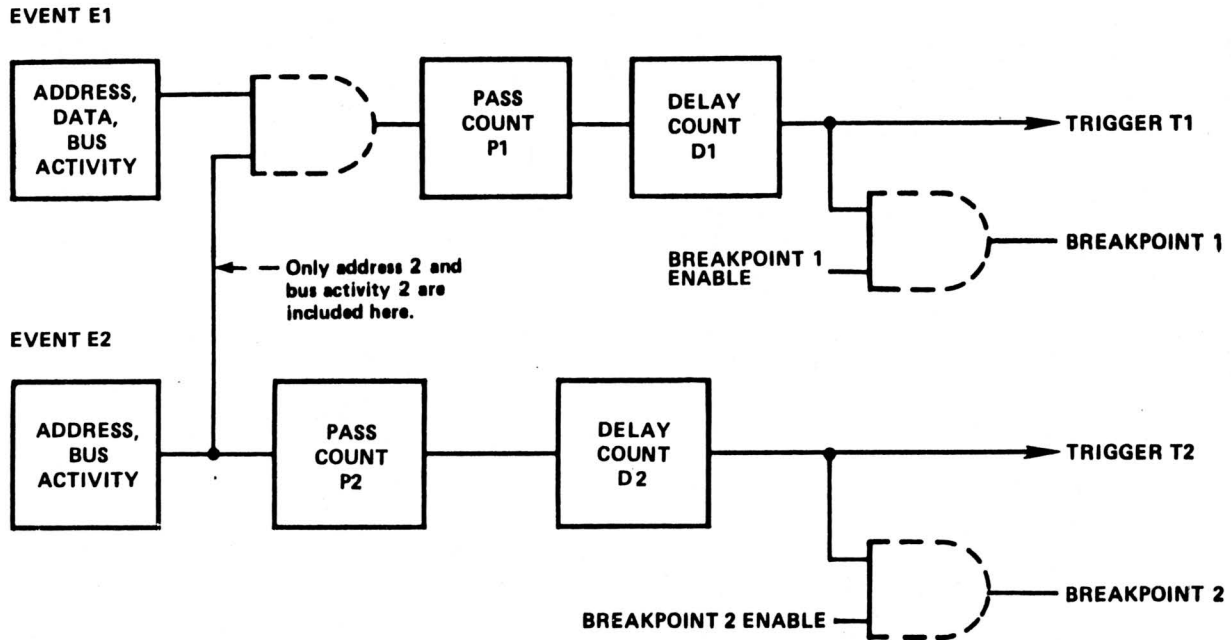 EVENT E1
ADDRESS,
DATA,
BUS
ACTIVITY
PASS
COUNT
P1
DELAY
COUNT
D1
TRIGGER T1
BREAKPOINT 1
ENABLE
BREAKPOINT 1
Only address 2 and
bus activity 2 are
included here.
EVENT E2
ADDRESS,
BUS
ACTIVITY
PASS
COUNT
P2
DELAY
COUNT
D2
TRIGGER T2
BREAKPOINT 2 ENABLE
BREAKPOINT 2